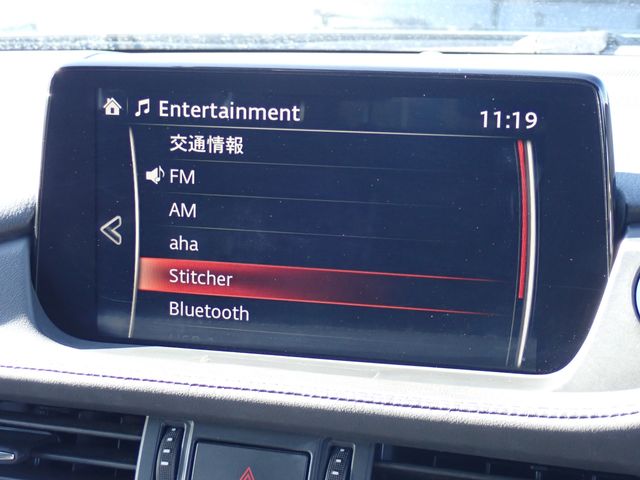 Entertainment 11:19
交通情報
FM
AM
aha
Stitcher
Bluetooth